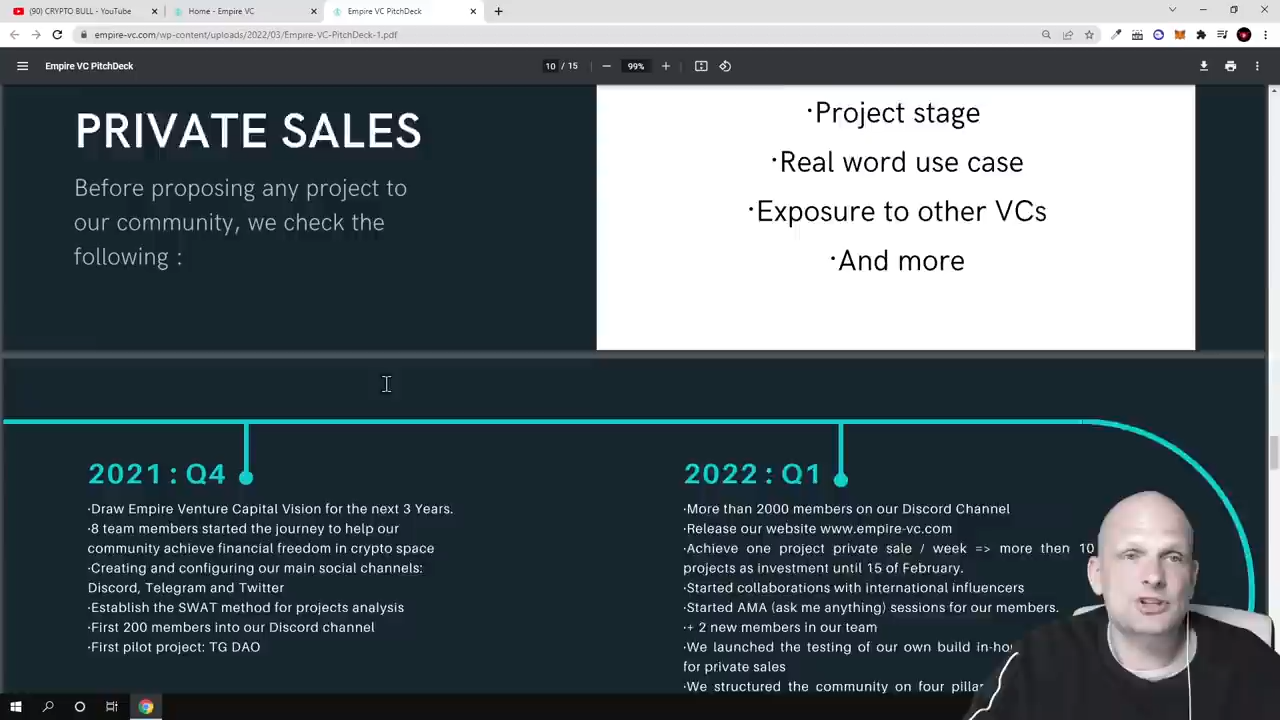 (90) CRYPTO BULL - YouTube
Home - Empire VC
Empire VC PitchDeck
empire-vc.com/wp-content/uploads/2022/03/Empire-VC-PitchDeck-1.pdf
Empire VC PitchDeck
10 / 15
99%
PRIVATE SALES
Before proposing any project to
our community, we check the
following :
·Project stage
·Real word use case
·Exposure to other VCs
·And more
2021 : Q4
·Draw Empire Venture Capital Vision for the next 3 Years.
·8 team members started the journey to help our
community achieve financial freedom in crypto space
·Creating and configuring our main social channels:
Discord, Telegram and Twitter
·Establish the SWAT method for projects analysis
·First 200 members into our Discord channel
·First pilot project: TG DAO
2022 : Q1
·More than 2000 members on our Discord Channel
·Release our website www.empire-vc.com
·Achieve one project private sale / week => more then 10
projects as investment until 15 of February.
·Started collaborations with international influencers
·Started AMA (ask me anything) sessions for our members.
·+ 2 new members in our team
·We launched the testing of our own build in-hou
for private sales
·We structured the community on four pilla